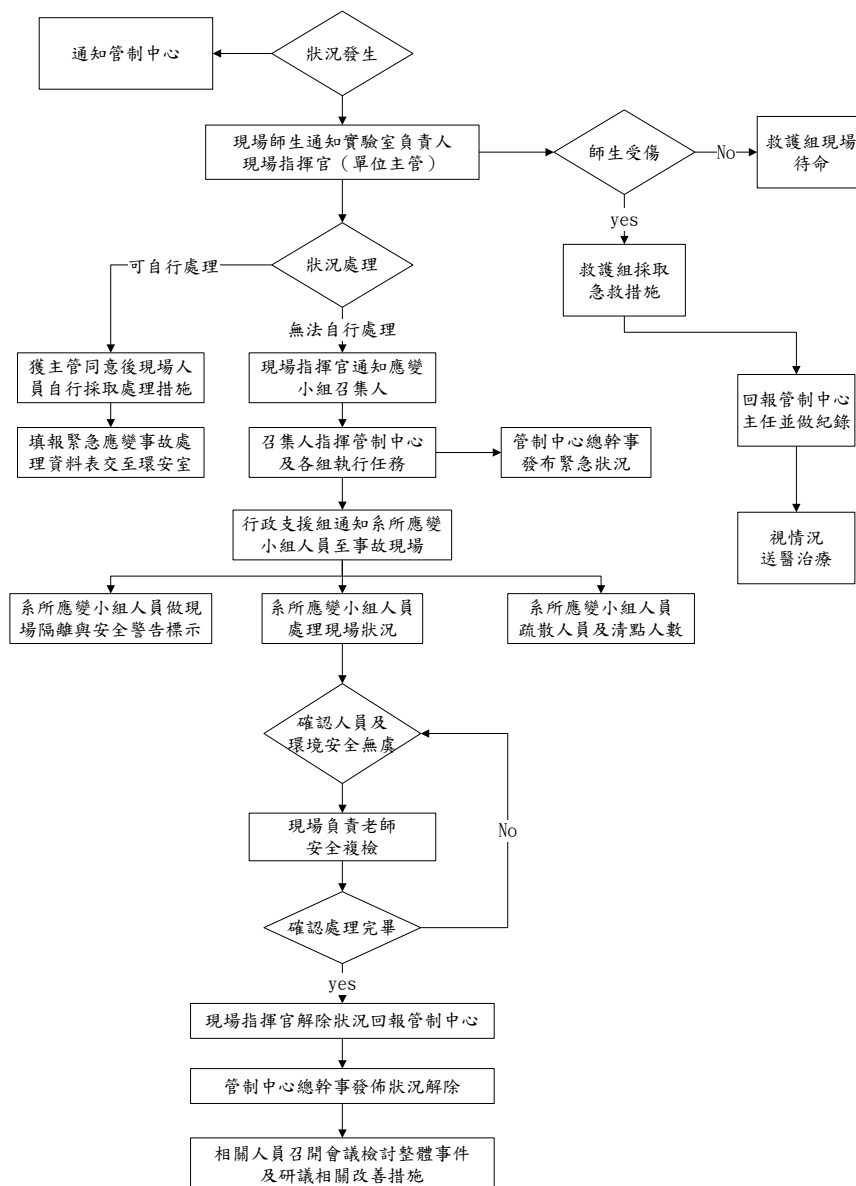 通知管制中心
狀況發生
現場師生通知實驗室負責人
現場指揮官（單位主管）
師生受傷
No
救護組現場
待命
yes
救護組採取
急救措施
回報管制中心
主任並做紀錄
視情況
送醫治療
狀況處理
可自行處理
無法自行處理
獲主管同意後現場人
員自行採取處理措施
填報緊急應變事故處
理資料表交至環安室
現場指揮官通知應變
小組召集人
召集人指揮管制中心
及各組執行任務
管制中心總幹事
發布緊急狀況
行政支援組通知系所應變
小組人員至事故現場
系所應變小組人員做現
場隔離與安全警告標示
系所應變小組人員
處理現場狀況
系所應變小組人員
疏散人員及清點人數
確認人員及
環境安全無虞
現場負責老師
安全複檢
No
確認處理完畢
yes
現場指揮官解除狀況回報管制中心
管制中心總幹事發佈狀況解除
相關人員召開會議檢討整體事件
及研議相關改善措施